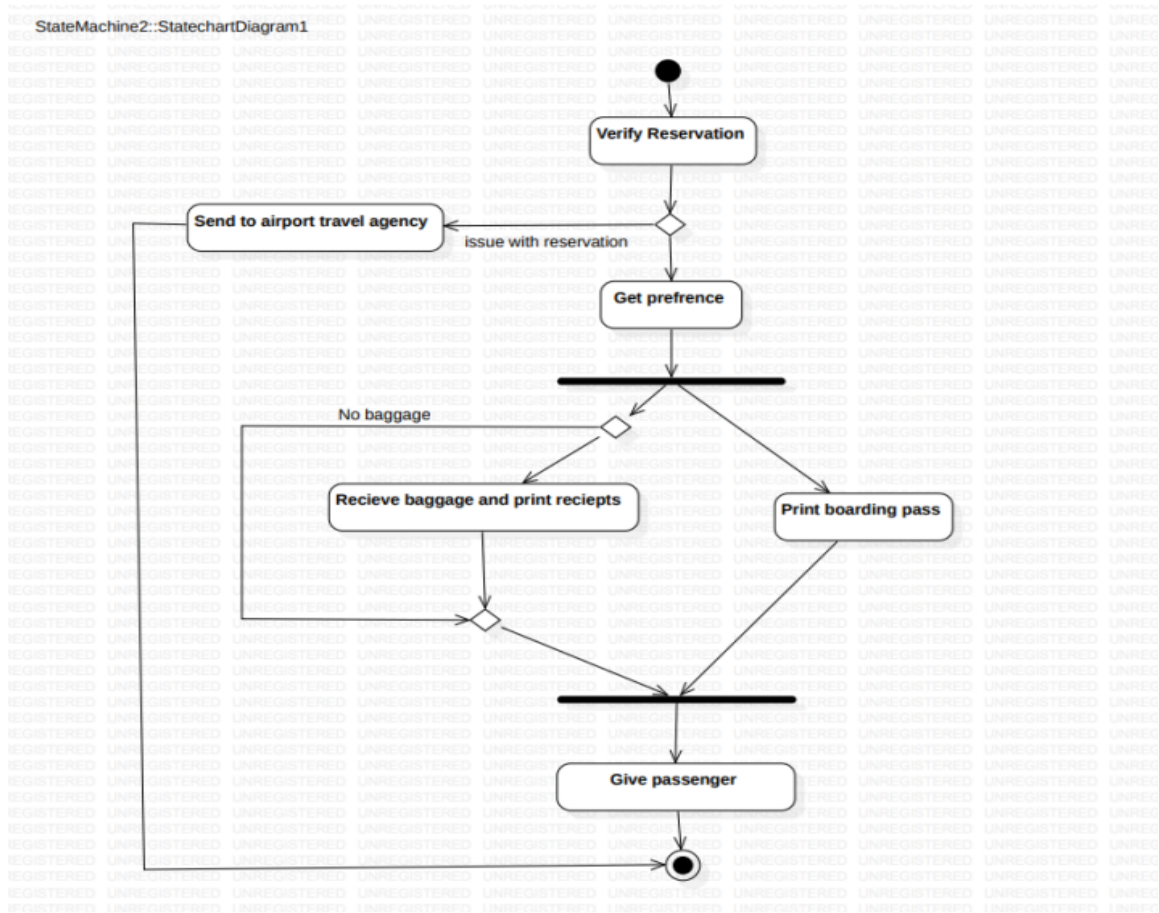 StateMachine2::StatechartDiagram1
Verify Reservation
Send to airport travel agency
issue with reservation
Get prefrence
No baggage
Recieve baggage and print reciepts
Print boarding pass
Give passenger
UNREGISTERED